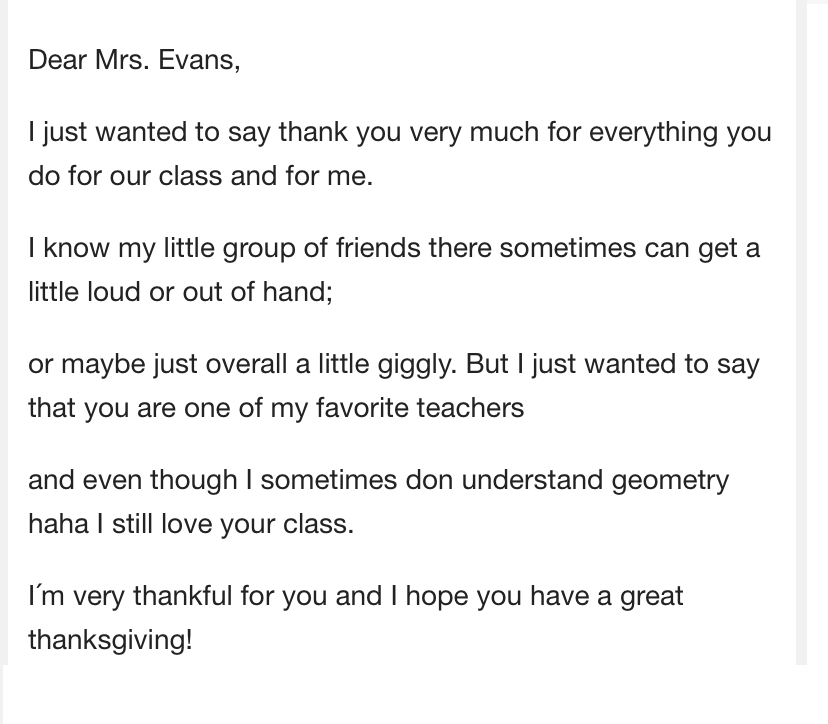 Dear Mrs. Evans,
I just wanted to say thank you very much for everything you
do for our class and for me.
I know my little group of friends there sometimes can get a
little loud or out of hand;
or maybe just overall a little giggly. But I just wanted to say
that you are one of my favorite teachers
and even though I sometimes don understand geometry
haha I still love your class.
I´m very thankful for you and I hope you have a great
thanksgiving!